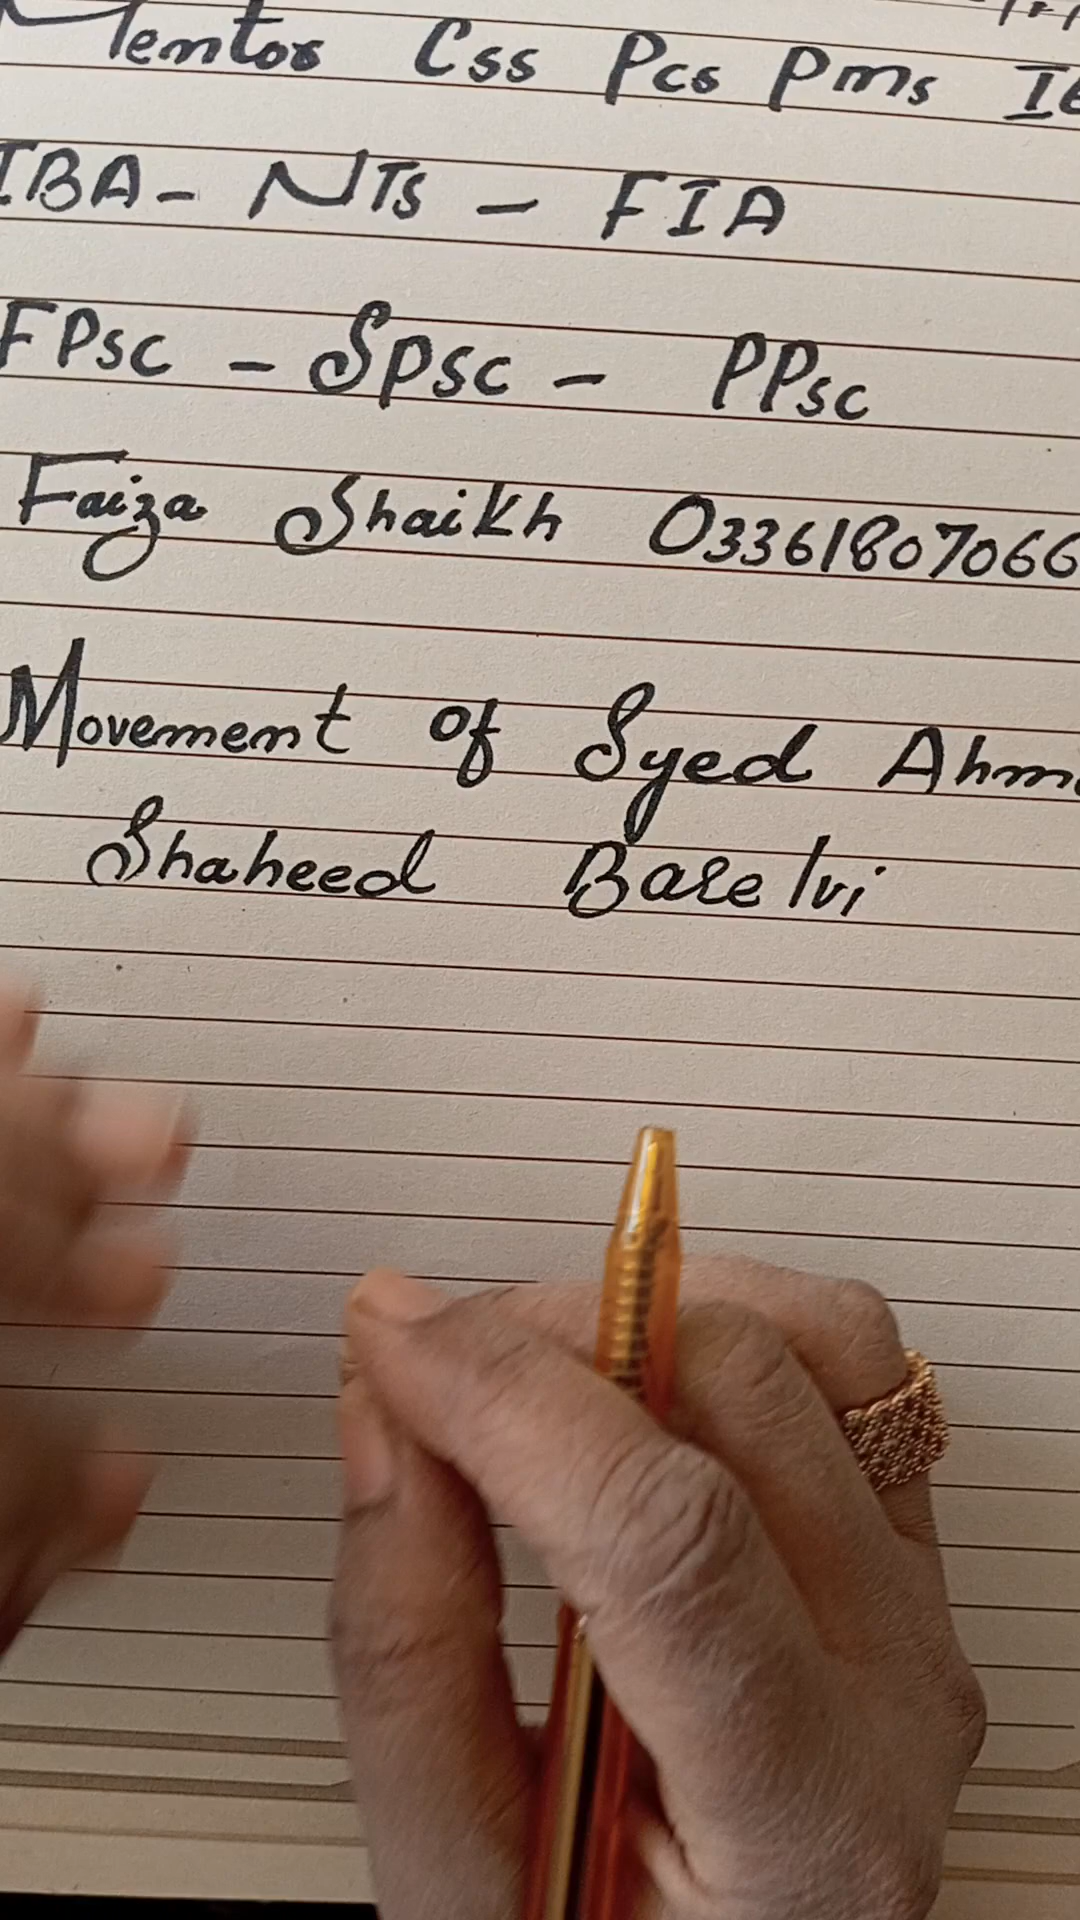 Mentor Css Pcs Pms
IBA - NTS - FIA
FPsc - SPSC - PPsc
Faiza Shaikh 03361807066
Movement of Syed
Shaheed Barelvi